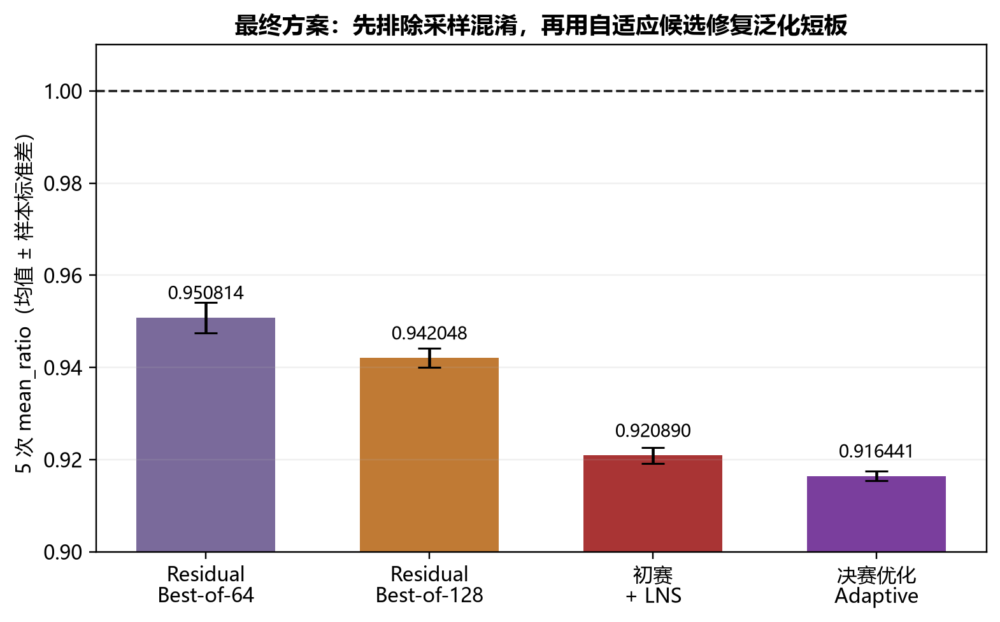 最终方案：先排除采样混淆，再用自适应候选修复泛化短板
5 次 mean_ratio（均值 ± 样本标准差）
1.00
0.98
0.96
0.94
0.92
0.90
0.950814
0.942048
0.920890
0.916441
Residual
Best-of-64
Residual
Best-of-128
初赛
+ LNS
决赛优化
Adaptive